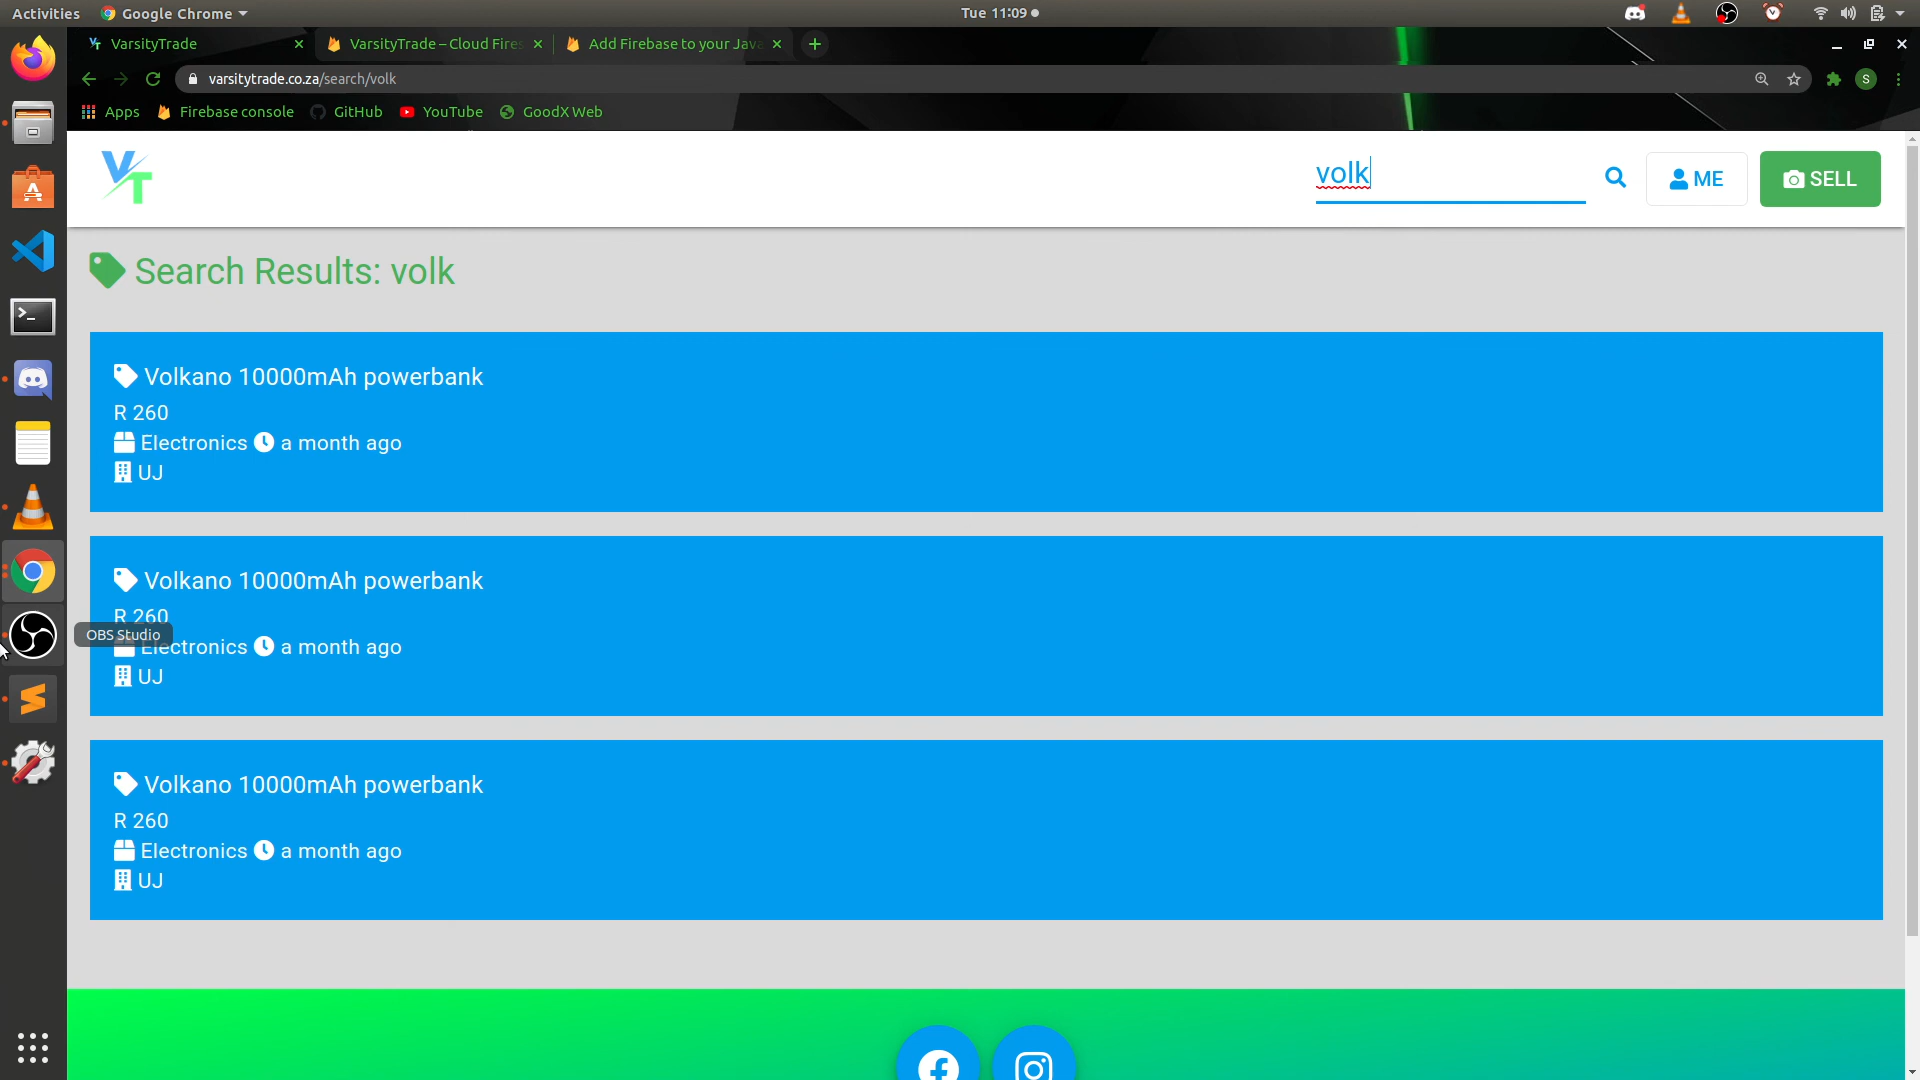 Activities Google Chrome Tue 11:09
VarsityTrade VarsityTrade – Cloud Fires Add Firebase to your Java
varsitytrade.co.za/search/volk S
Apps Firebase console GitHub YouTube GoodX Web
VT volk ME SELL
Search Results: volk
Volkano 10000mAh powerbank
R 260
Electronics a month ago
UJ
Volkano 10000mAh powerbank
R 260
OBS Studio
Electronics a month ago
UJ
Volkano 10000mAh powerbank
R 260
Electronics a month ago
UJ